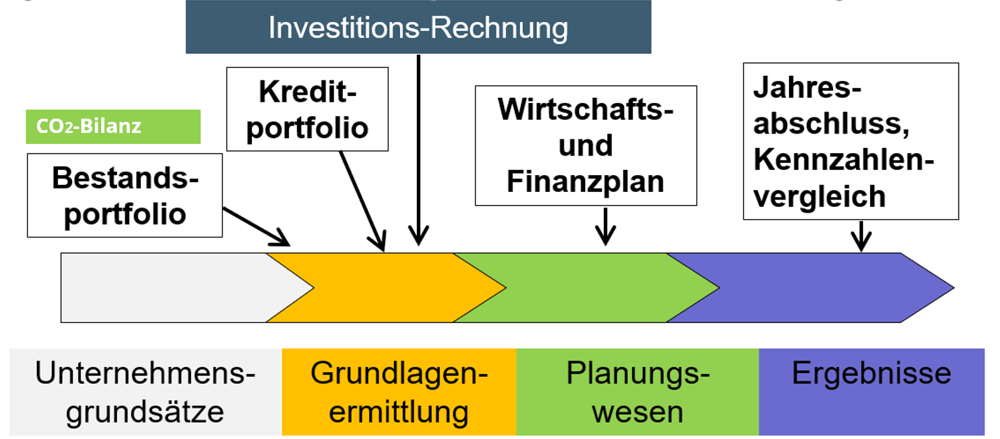 Investitions-Rechnung
Kredit-
portfolio
CO2-Bilanz
Bestands-
portfolio
Wirtschafts-
und
Finanzplan
Jahres-
abschluss,
Kennzahlen-
vergleich
Unternehmens-
grundsätze
Grundlagen-
ermittlung
Planungs-
wesen
Ergebnisse